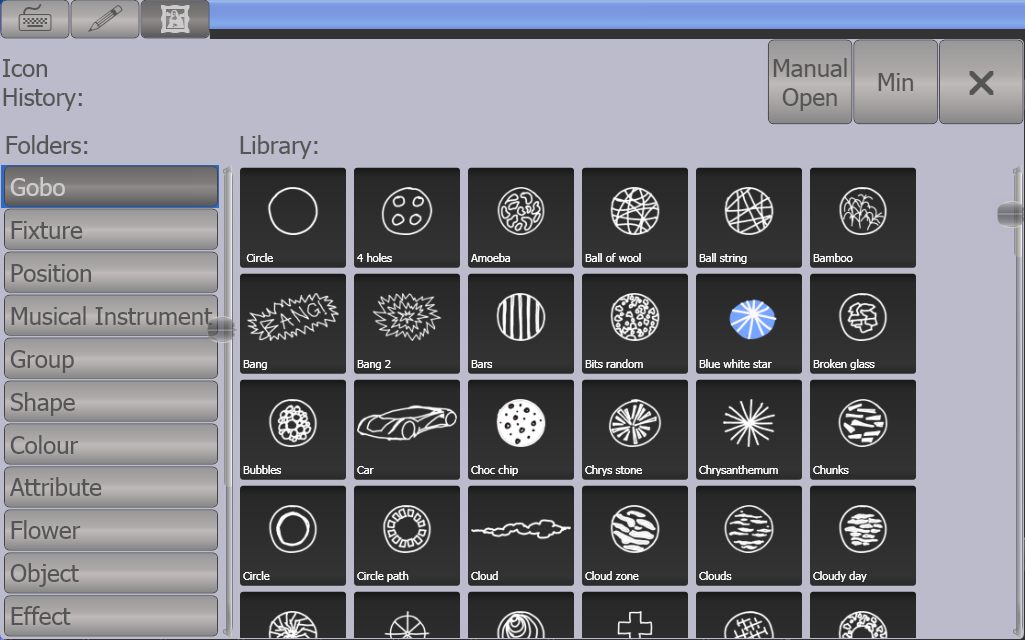 Icon
History:
Manual
Open
Min
Folders:
Library:
Gobo
Fixture
Position
Musical Instrument
Group
Shape
Colour
Attribute
Flower
Object
Effect
Circle
4 holes
Amoeba
Ball of wool
Ball string
Bamboo
BANG!
Bang
Bang 2
Bars
Bits random
Blue white star
Broken glass
Bubbles
Car
Choc chip
Chrys stone
Chrysanthemum
Chunks
Circle
Circle path
Cloud
Cloud zone
Clouds
Cloudy day